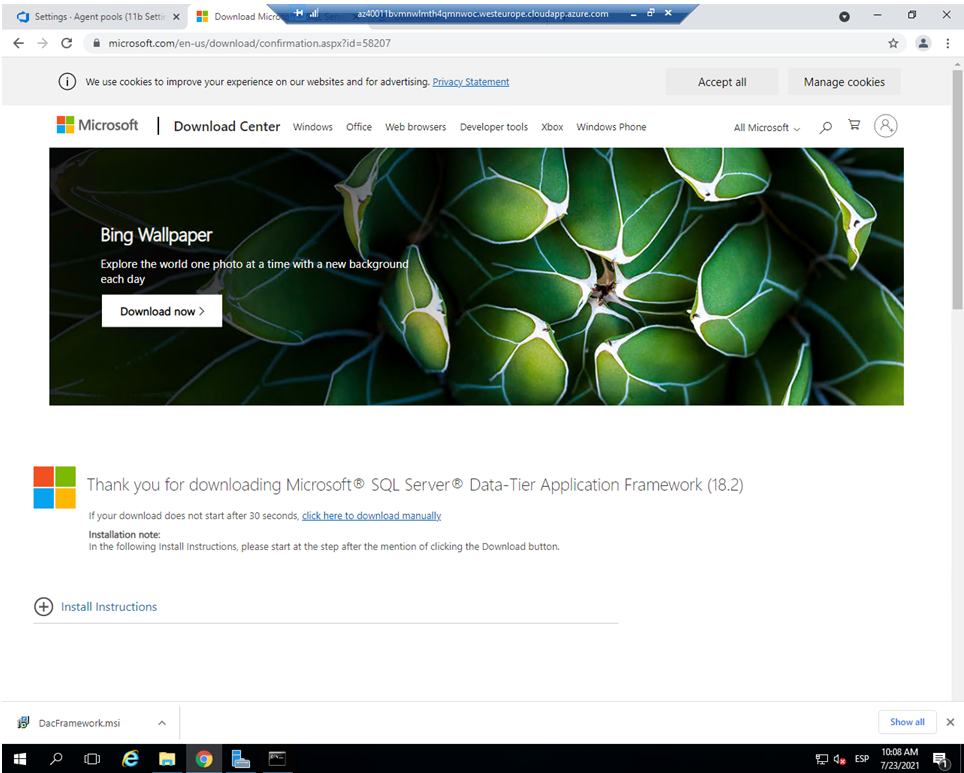 Settings - Agent pools (11b Settin
Download Micros
az40011bvmnwlmth4qmnwoc.westeurope.cloudapp.azure.com
microsoft.com/en-us/download/confirmation.aspx?id=58207
We use cookies to improve your experience on our websites and for advertising. Privacy Statement
Accept all
Manage cookies
Microsoft
Download Center
Windows
Office
Web browsers
Developer tools
Xbox
Windows Phone
All Microsoft
Bing Wallpaper
Explore the world one photo at a time with a new background
each day
Download now >
Thank you for downloading Microsoft® SQL Server® Data-Tier Application Framework (18.2)
If your download does not start after 30 seconds, click here to download manually
Installation note:
In the following Install Instructions, please start at the step after the mention of clicking the Download button.
Install Instructions
DacFramework.msi
Show all
ESP
10:08 AM
7/23/2021
1